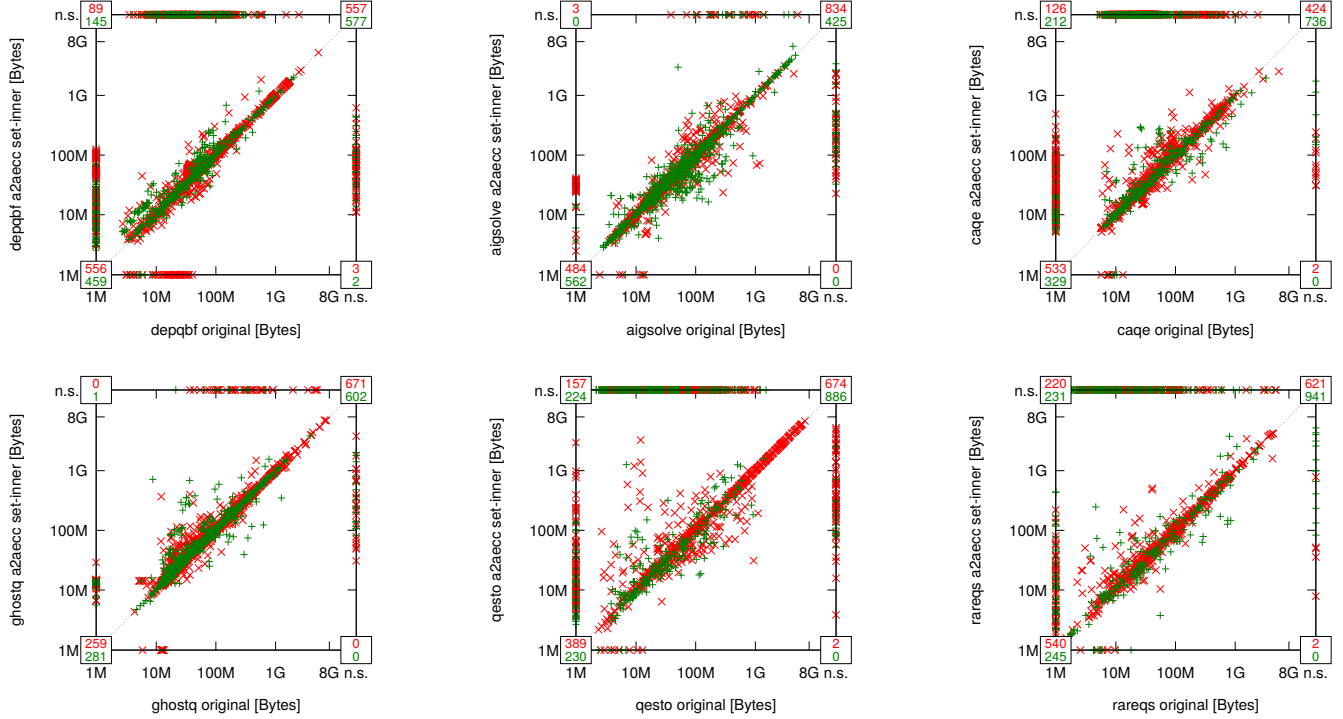 depqbf a2aecc set-inner [Bytes]
n.s.
89
145
557
577
8G
1G
100M
10M
1M
556
459
3
2
1M
10M
100M
1G
8G
n.s.
depqbf original [Bytes]
aigsolve a2aecc set-inner [Bytes]
n.s.
3
0
834
425
8G
1G
100M
10M
1M
484
562
0
0
1M
10M
100M
1G
8G
n.s.
aigsolve original [Bytes]
caqe a2aecc set-inner [Bytes]
n.s.
126
212
424
736
8G
1G
100M
10M
1M
533
329
2
0
1M
10M
100M
1G
8G
n.s.
caqe original [Bytes]
ghostq a2aecc set-inner [Bytes]
n.s.
0
1
671
602
8G
1G
100M
10M
1M
259
281
0
0
1M
10M
100M
1G
8G
n.s.
ghostq original [Bytes]
qesto a2aecc set-inner [Bytes]
n.s.
157
224
674
886
8G
1G
100M
10M
1M
389
230
2
0
1M
10M
100M
1G
8G
n.s.
qesto original [Bytes]
rareqs a2aecc set-inner [Bytes]
n.s.
220
231
621
941
8G
1G
100M
10M
1M
540
245
2
0
1M
10M
100M
1G
8G
n.s.
rareqs original [Bytes]